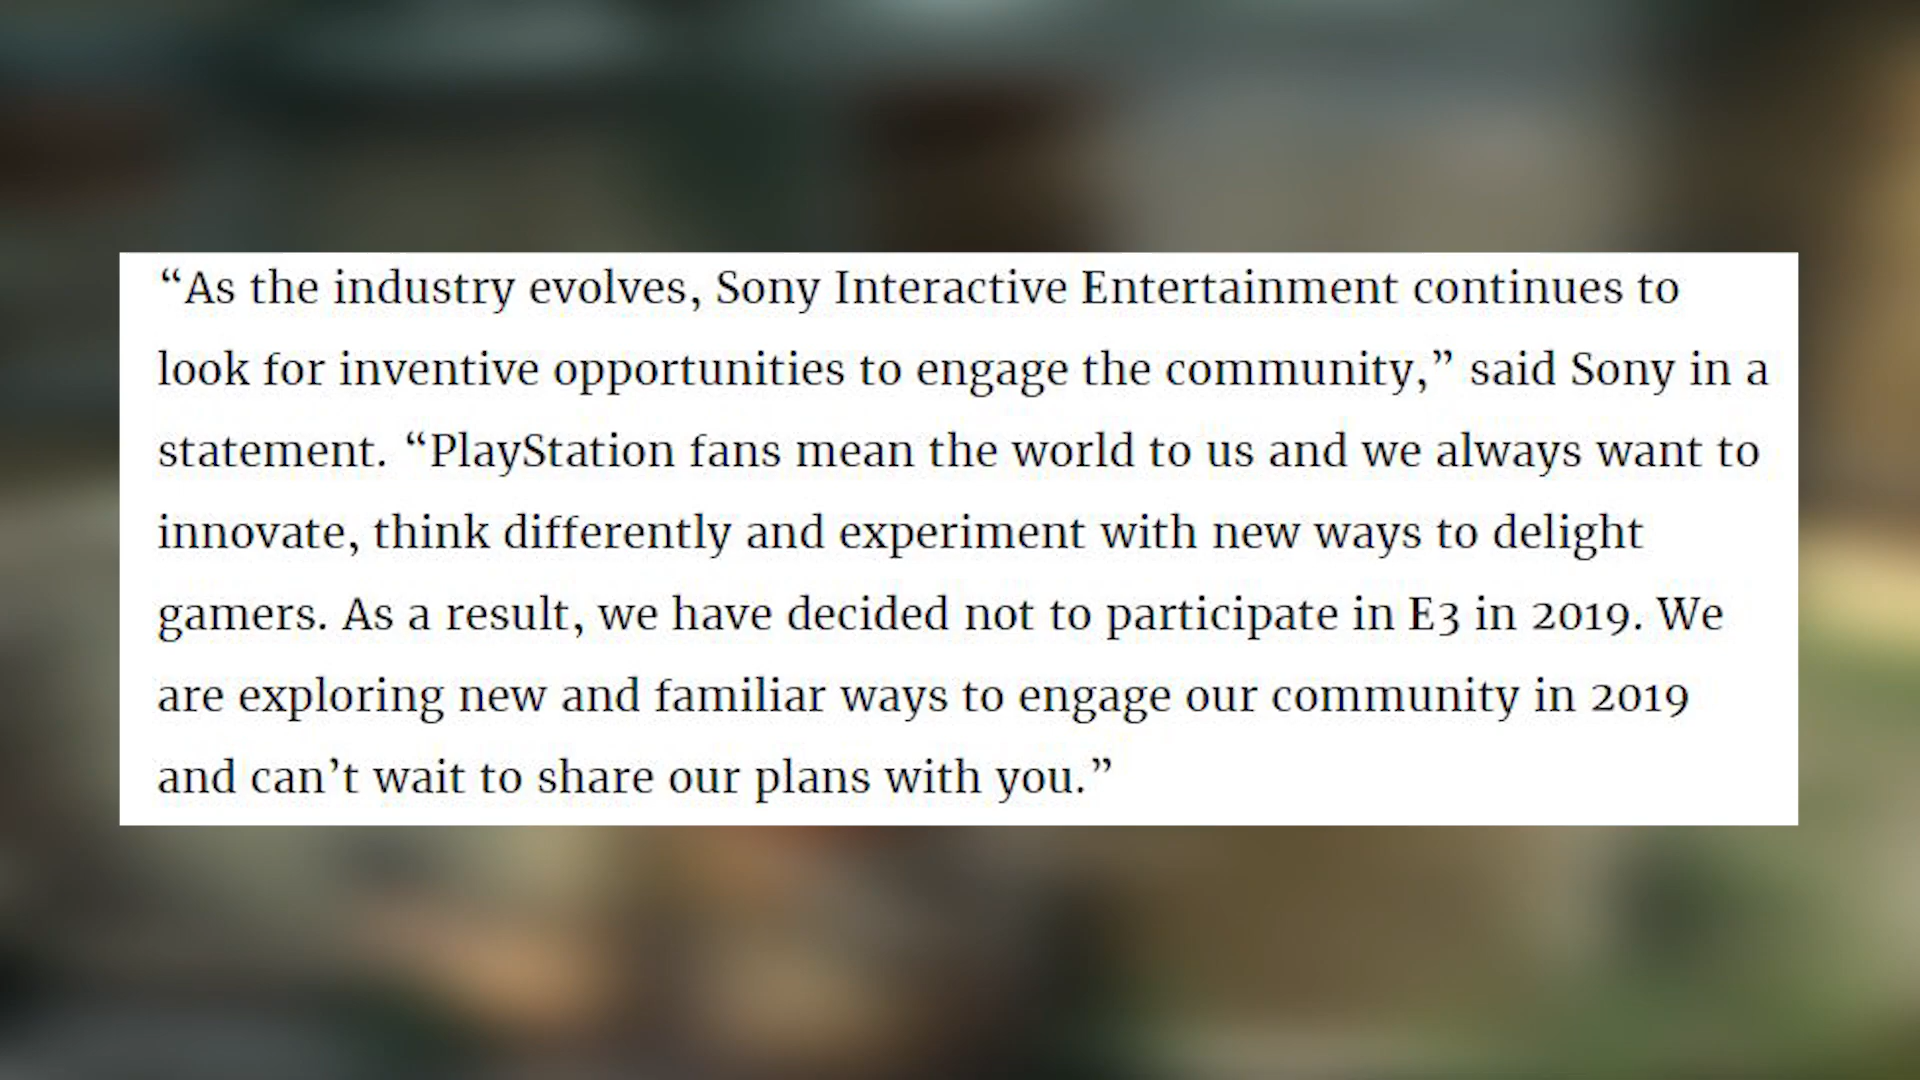 “As the industry evolves, Sony Interactive Entertainment continues to
look for inventive opportunities to engage the community,” said Sony in a
statement. “PlayStation fans mean the world to us and we always want to
innovate, think differently and experiment with new ways to delight
gamers. As a result, we have decided not to participate in E3 in 2019. We
are exploring new and familiar ways to engage our community in 2019
and can’t wait to share our plans with you.”